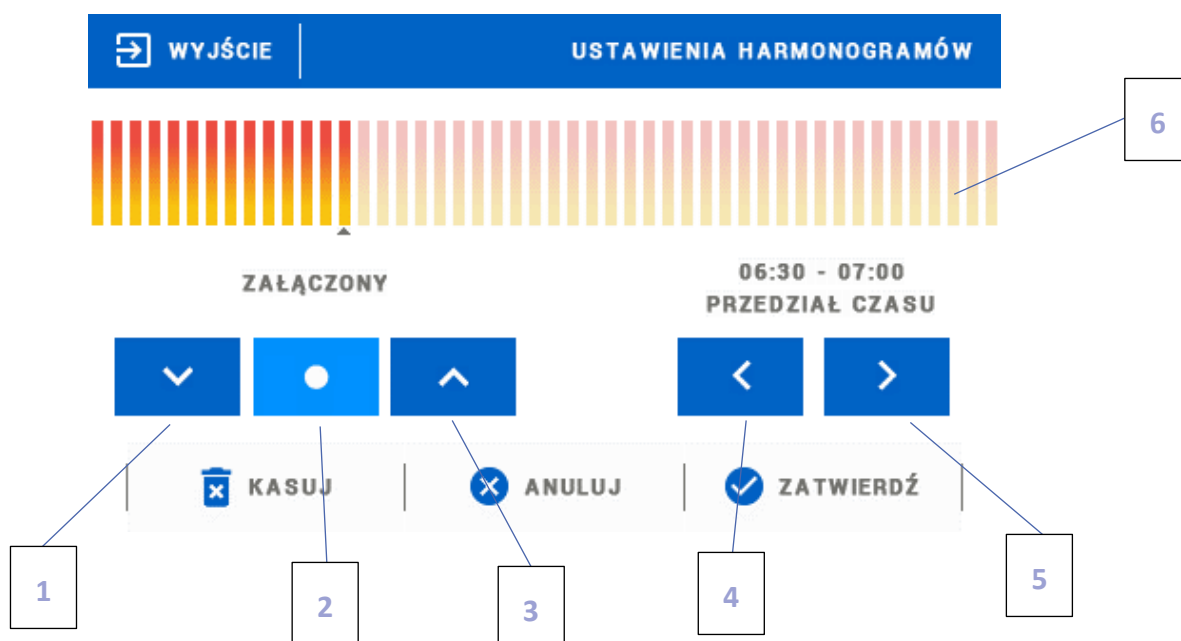 WYJŚCIE
USTAWIENIA HARMONOGRAMÓW
6
ZAŁĄCZONY
06:30 - 07:00
PRZEDZIAŁ CZASU
KASUJ
ANULUJ
ZATWIERDŹ
1
2
3
4
5